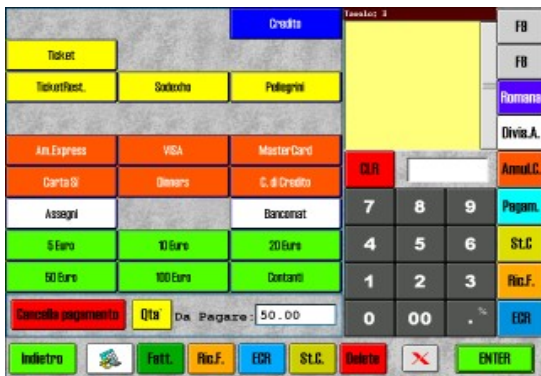 Credito
Tavolo: 3
F9
Ticket
F8
TicketRest. Sodexho Pellegrini
Romana
Divis.A.
Am.Express VISA MasterCard
CLR
Annul.C.
Carta Si Dinners C. di Credito
Assegni Bancomat
7 8 9
Pagam.
5 Euro 10 Euro 20 Euro
4 5 6
St.C
50 Euro 100 Euro Contanti
1 2 3
Ric.F.
Cancella pagamento Qta` Da Pagare: 50.00
0 00 .
ECR
Indietro Fatt. Ric.F. ECR St.C. Delete X ENTER